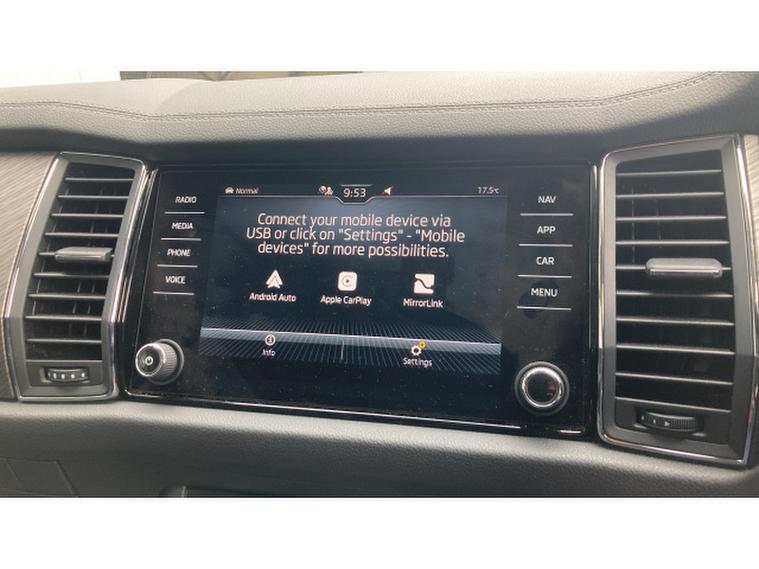 Normal 9:53 17.5°C
RADIO
MEDIA
PHONE
VOICE
Connect your mobile device via
USB or click on "Settings" - "Mobile
devices" for more possibilities.
Android Auto Apple CarPlay MirrorLink
Info Settings
NAV
APP
CAR
MENU